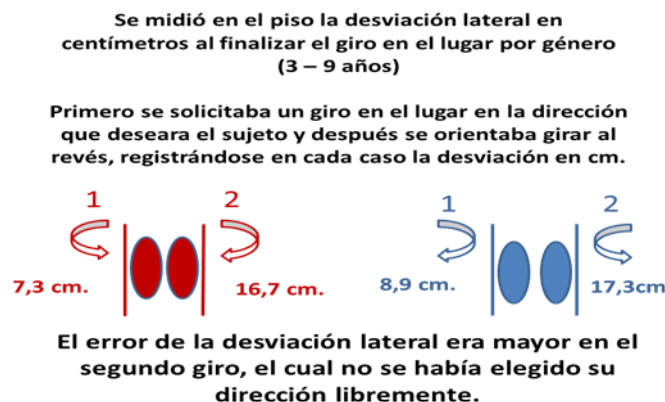 Se midió en el piso la desviación lateral en
centímetros al finalizar el giro en el lugar por género
(3 – 9 años)
Primero se solicitaba un giro en el lugar en la dirección
que deseara el sujeto y después se orientaba girar al
revés, registrándose en cada caso la desviación en cm.
1 2 1 2
7,3 cm. 16,7 cm. 8,9 cm. 17,3cm
El error de la desviación lateral era mayor en el
segundo giro, el cual no se había elegido su
dirección libremente.